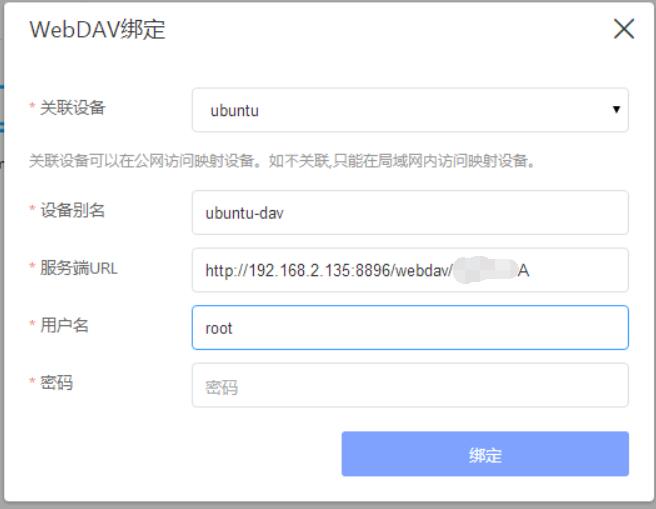 WebDAV绑定
* 关联设备
ubuntu
关联设备可以在公网访问映射设备。如不关联,只能在局域网内访问映射设备。
* 设备别名
ubuntu-dav
* 服务端URL
http://192.168.2.135:8896/webdav/ A
* 用户名
root
* 密码
密码
绑定